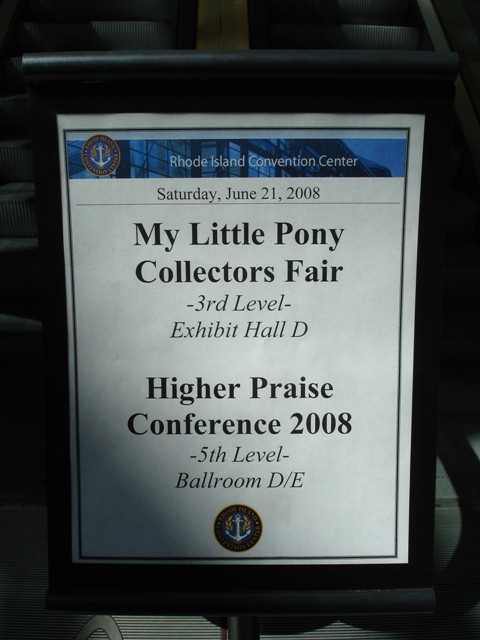 Rhode Island Convention Center
Saturday, June 21, 2008
My Little Pony
Collectors Fair
-3rd Level-
Exhibit Hall D
Higher Praise
Conference 2008
-5th Level-
Ballroom D/E